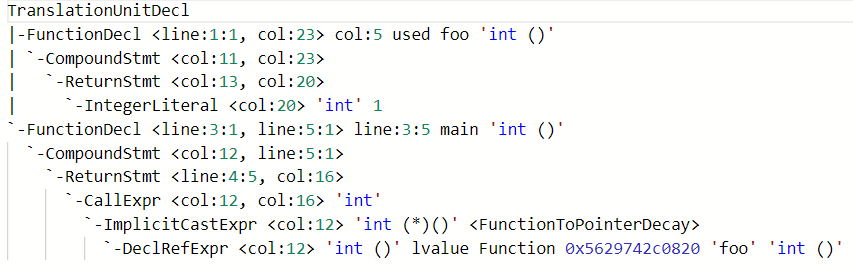 TranslationUnitDecl
|-FunctionDecl <line:1:1, col:23> col:5 used foo 'int ()'
| `-CompoundStmt <col:11, col:23>
|   `-ReturnStmt <col:13, col:20>
|     `-IntegerLiteral <col:20> 'int' 1
`-FunctionDecl <line:3:1, line:5:1> line:3:5 main 'int ()'
  `-CompoundStmt <col:12, line:5:1>
    `-ReturnStmt <line:4:5, col:16>
      `-CallExpr <col:12, col:16> 'int'
        `-ImplicitCastExpr <col:12> 'int (*)()' <FunctionToPointerDecay>
          `-DeclRefExpr <col:12> 'int ()' lvalue Function 0x5629742c0820 'foo' 'int ()'